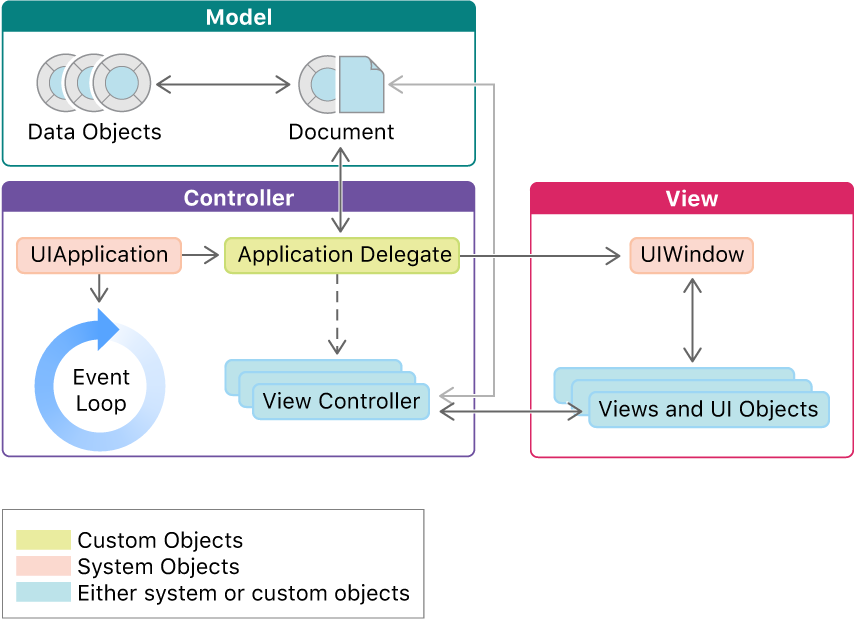 Model
Data Objects
Document
Controller
View
UIApplication
Application Delegate
UIWindow
Event
Loop
View Controller
Views and UI Objects
Custom Objects
System Objects
Either system or custom objects